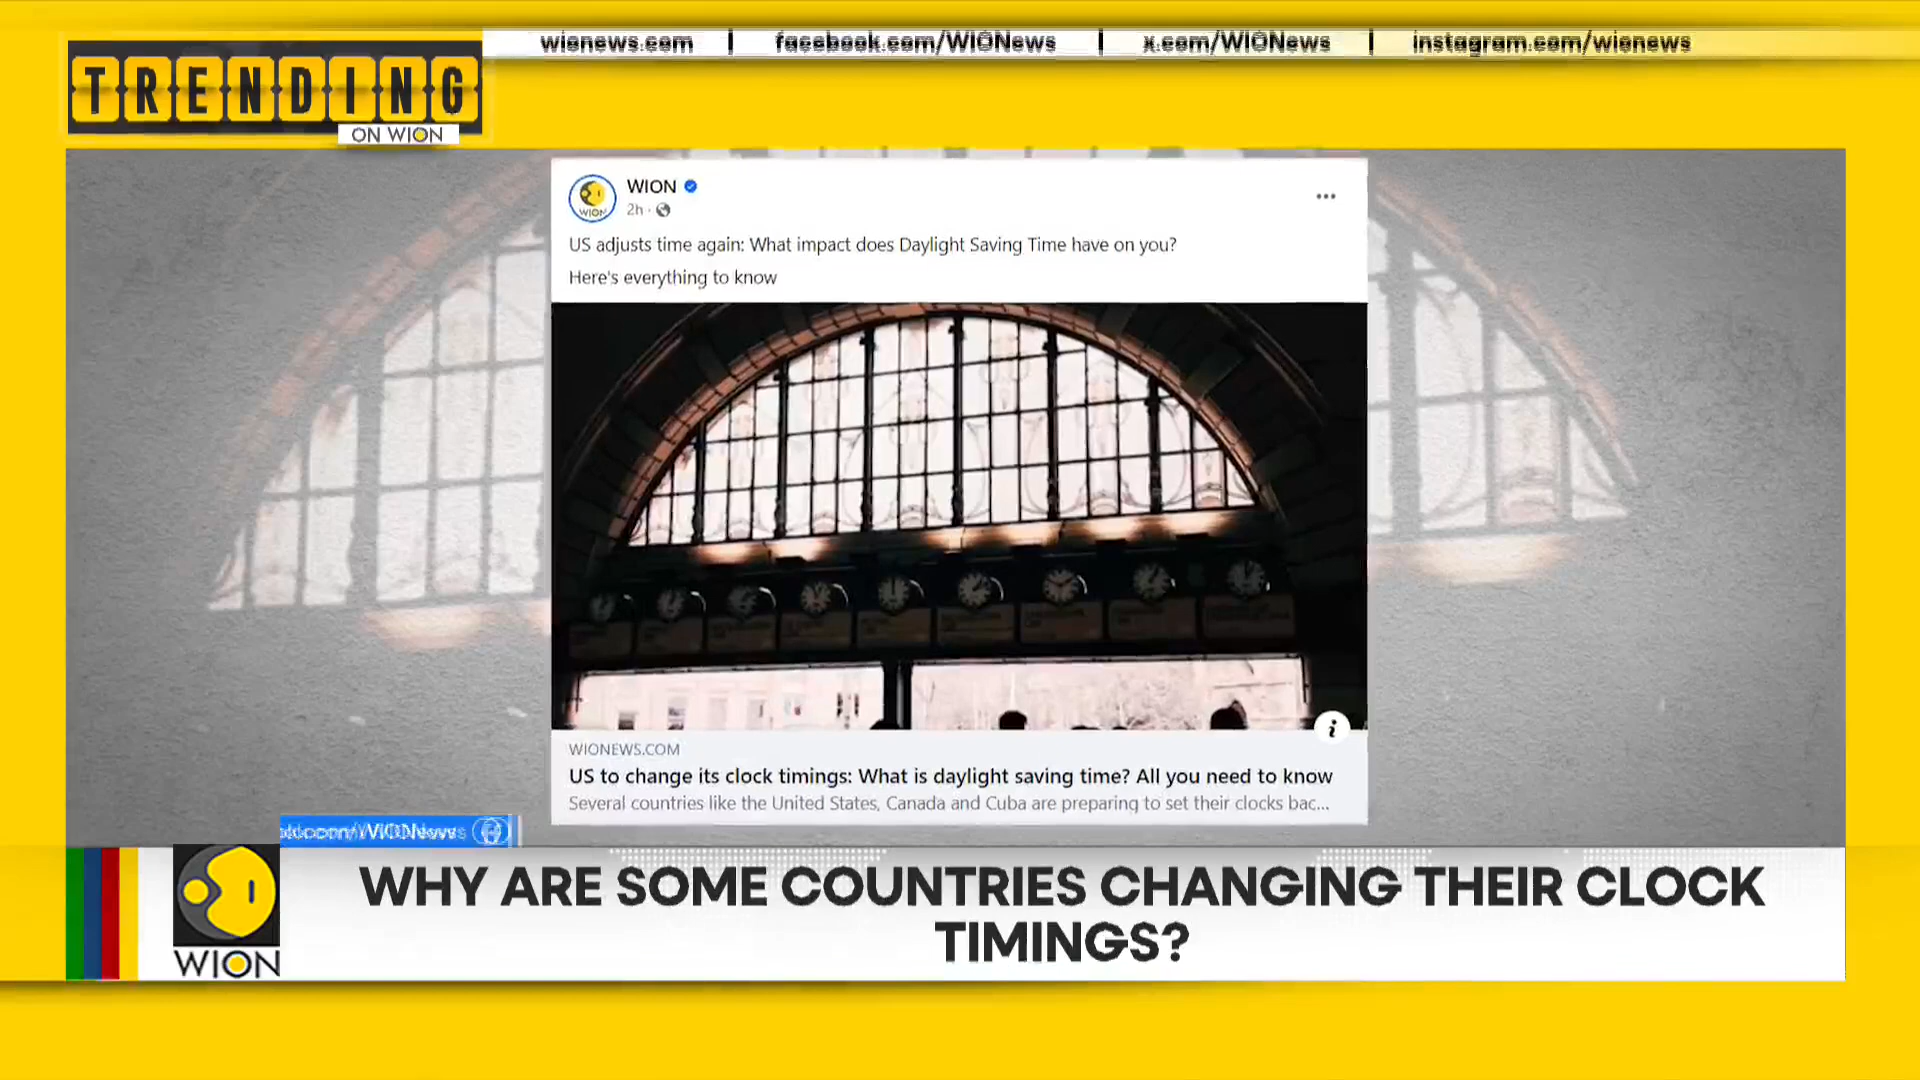 wionews.com | facebook.com/WIONews | x.com/WIONews | instagram.com/wionews
TRENDING
ON WION
WION
2h
US adjusts time again: What impact does Daylight Saving Time have on you?
Here's everything to know
WION
WIONEWS.COM
US to change its clock timings: What is daylight saving time? All you need to know
Several countries like the United States, Canada and Cuba are preparing to set their clocks bac...
WHY ARE SOME COUNTRIES CHANGING THEIR CLOCK
TIMINGS?
WION